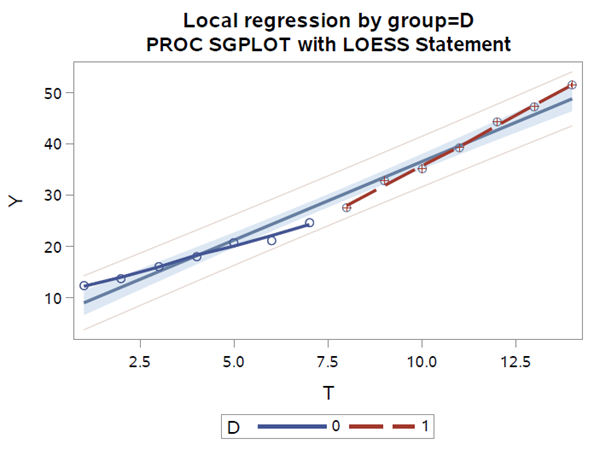 Local regression by group=D
PROC SGPLOT with LOESS Statement
50
40
30
20
10
Y
2.5 5.0 7.5 10.0 12.5
T
D 0 1